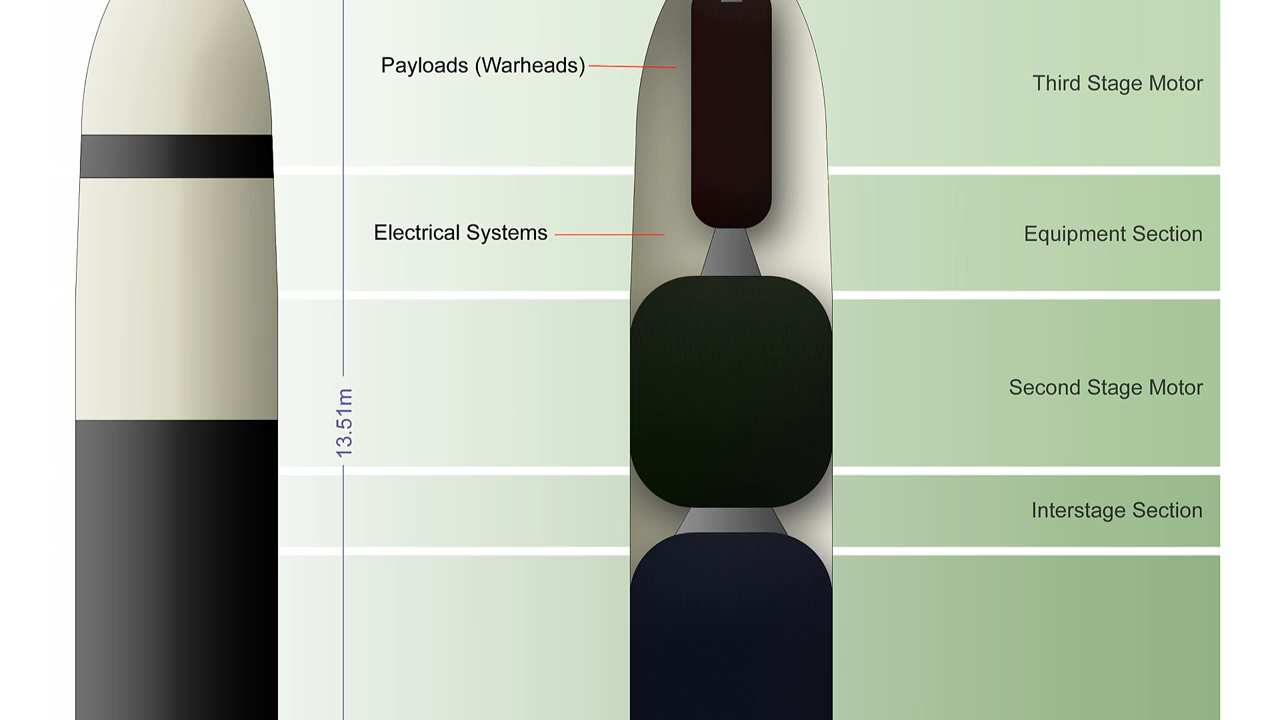 Payloads (Warheads)
Third Stage Motor
Electrical Systems
Equipment Section
13.51m
Second Stage Motor
Interstage Section